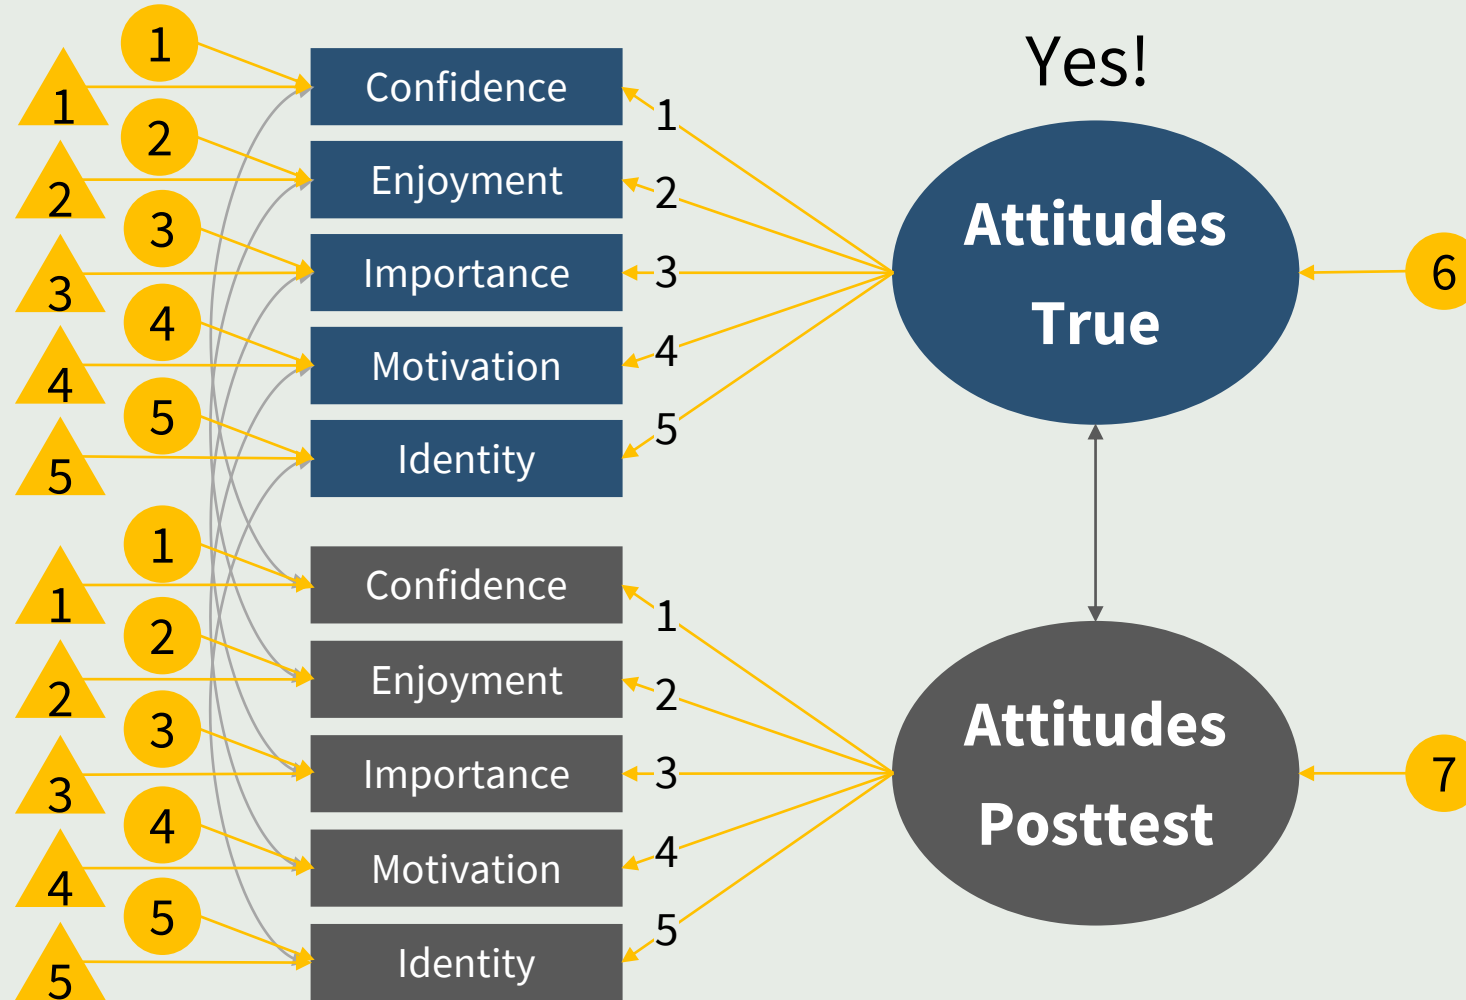 Yes!
1
1
Confidence
1
2
2
Enjoyment
2
3
3
Importance
3
4
4
Motivation
4
5
5
Identity
5
Attitudes
True
6
1
1
Confidence
1
2
2
Enjoyment
2
3
3
Importance
3
4
4
Motivation
4
5
5
Identity
5
Attitudes
Posttest
7